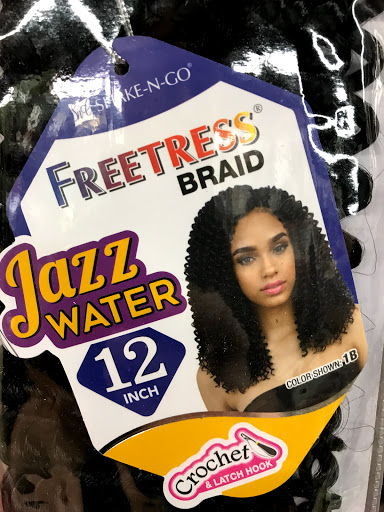 SHAKE-N-GO®
FREETRESS®
BRAID
Jazz
WATER
12
INCH
COLOR SHOWN: 1B
Crochet
& LATCH HOOK